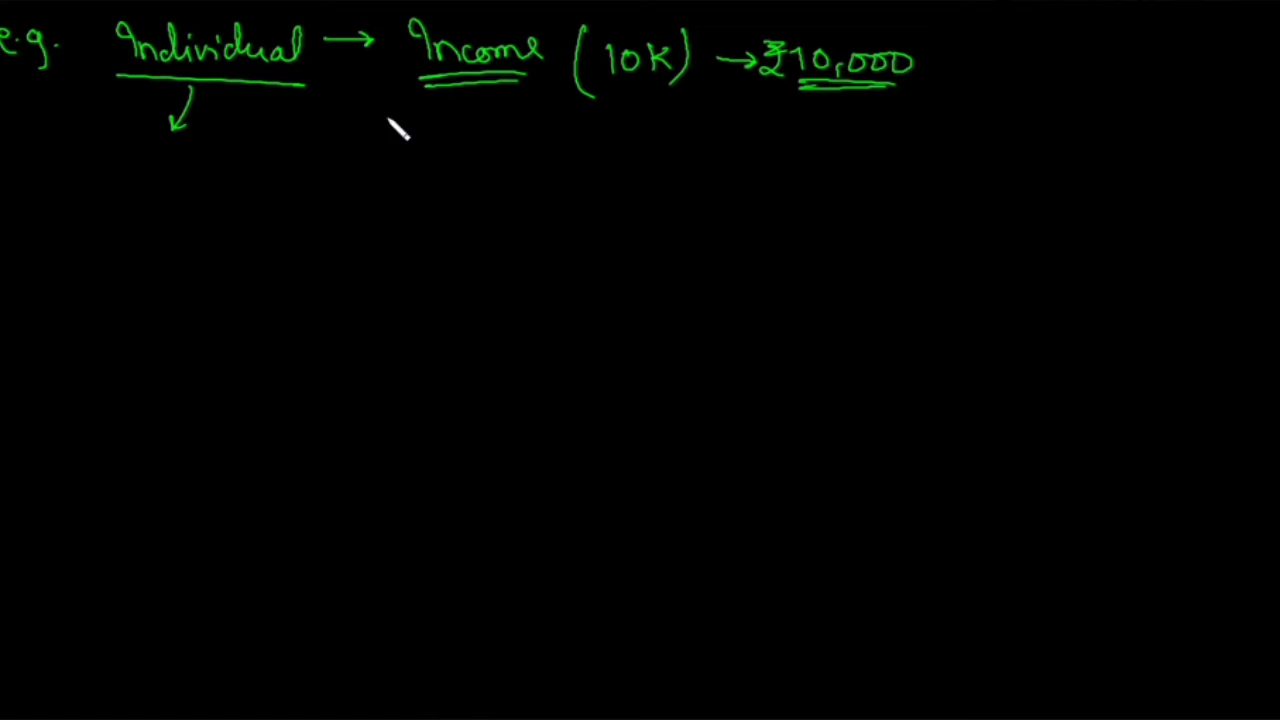 e.g. Individual → Income (10K) → ₹10,000